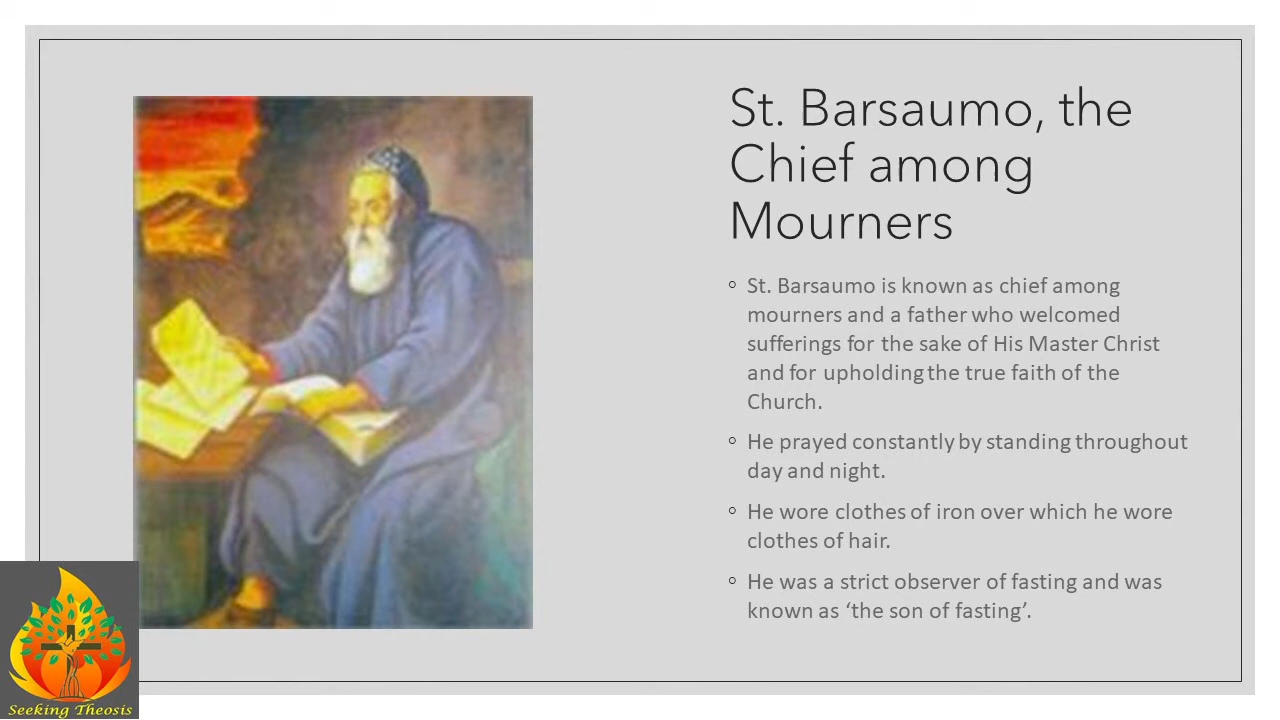 St. Barsaumo, the
Chief among
Mourners
◦ St. Barsaumo is known as chief among
mourners and a father who welcomed
sufferings for the sake of His Master Christ
and for upholding the true faith of the
Church.
◦ He prayed constantly by standing throughout
day and night.
◦ He wore clothes of iron over which he wore
clothes of hair.
◦ He was a strict observer of fasting and was
known as ‘the son of fasting’.
Seeking Theosis